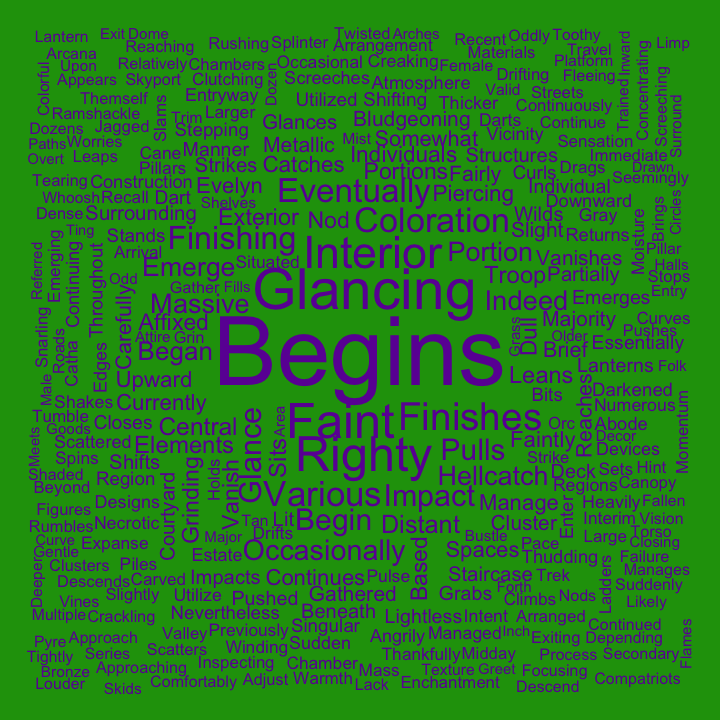 Lantern Exit Dome Twisted Arches Recent Oddly Toothy
Arcana Reaching Rushing Splinter Arrangement Materials Travel Limp
Upon Relatively Chambers Occasional Creaking Female Platform Inward
Colorful Appears Skyport Clutching Dozen Screeches Atmosphere Drifting Fleeing Trained Concentrating Screeching
Themself Entryway Utilized Shifting Thicker Valid Streets
Ramshackle Slams Trim Larger Glances Bludgeoning Darts Continuously Surround
Dozens Jagged Stepping Metallic Mist Somewhat Vicinity Continue
Paths Worries Cane Manner Individuals Structures Sensation
Overt Leaps Pillars Strikes Catches Portions Fairly Curls Immediate Drawn
Tearing Construction Evelyn Eventually Piercing Individual Drags Seemingly
Whoosh Recall Dart Shelves Downward Circles
Dense Surrounding Exterior Nod Coloration Wilds Gray Moisture Brings
Ting Stands Finishing Interior Slight Returns Pillar
Referred Emerging Continuing Throughout Arrival Situated Portion Vanishes Halls
Odd Emerge Gather Fills Glancing Troop Partially Stops
Snarling Roads Catha Edges Carefully Massive Indeed Emerges Entry
Affixed Begins Grass Dull Majority Curves
Attire Grin Older Pushes
Began Brief Essentially
Male Upward Leans Lanterns Folk
Shakes Currently Bits Darkened
Tumble Closes Central Glance Area Faint Finishes Orc Reaches Numerous Momentum
Goods Scattered Elements Sits Righty Pulls Faintly Abode
Meets Spins Shifts Strike Decor Devices
Shaded Region Grinding Holds Vanish Various Impact Hellcatch Deck Sets Hint
Beyond Designs Courtyard Manage Regions Canopy
Figures Necrotic Major Tan Lit Begin Distant Cluster Enter Heavily Fallen
Rumbles Drifts Bustle Interim Vision
Curve Expanse Estate Occasionally Based Spaces Pace Large Torso
Gentle Closing
Clusters Piles Thudding Failure
Deeper Descends Carved Impacts Continues Pulse Staircase Trek Ladders Manages
Vines Slightly Utilize Pushed Gathered Grabs Forth Climbs Nods Suddenly
Multiple Crackling Nevertheless Beneath Lightless Intent Arranged Likely
Pyre Approach Valley Previously Singular Angrily Managed Inch Continued
Tightly Series Scatters Winding Sudden Thankfully Midday Exiting Depending Flames
Bronze Approaching Inspecting Chamber Mass Texture Greet Process Secondary
Louder Skids Comfortably Adjust Warmth Lack Enchantment Focusing Descend Compatriots